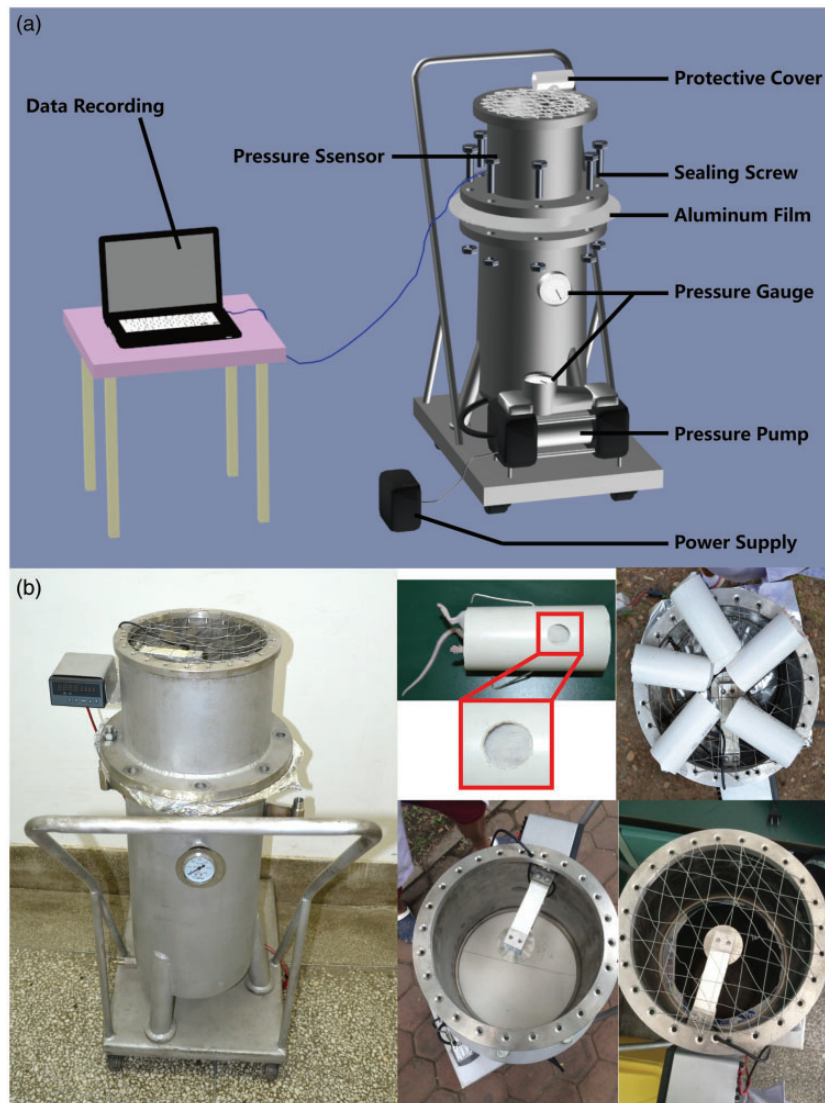 (a)
Protective Cover
Data Recording
Pressure Ssensor
Sealing Screw
Aluminum Film
Pressure Gauge
Pressure Pump
Power Supply
(b)